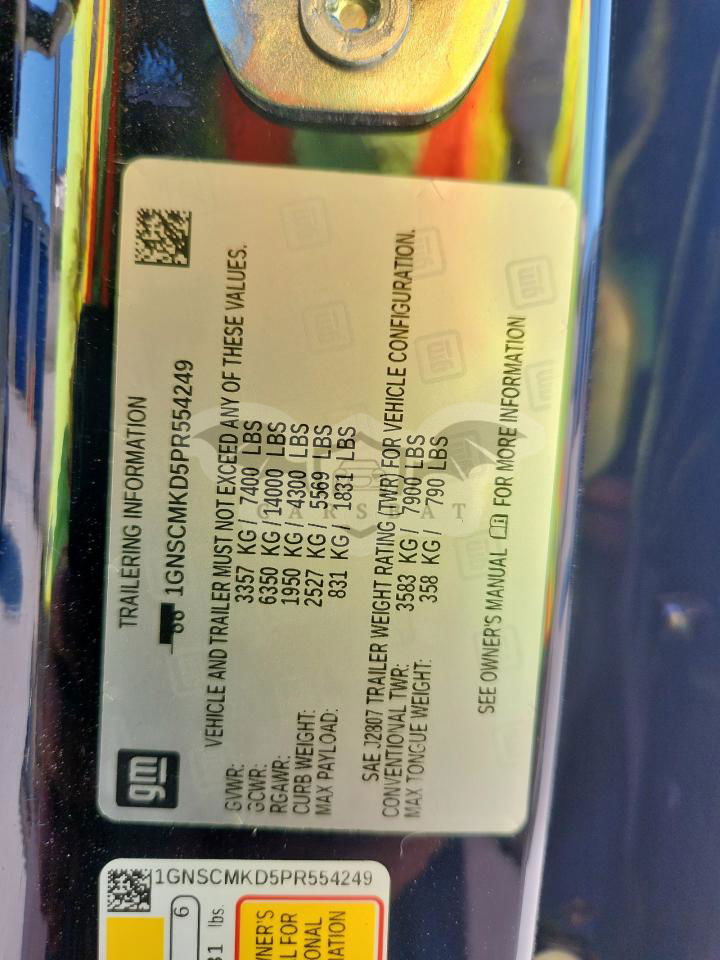 gm
TRAILERING INFORMATION
1GNSCMKD5PR554249
VEHICLE AND TRAILER MUST NOT EXCEED ANY OF THESE VALUES.
GVWR: 3357 KG / 7400 LBS
GCWR: 6350 KG / 14000 LBS
RGAWR: 1950 KG / 4300 LBS
CURB WEIGHT: 2527 KG / 5569 LBS
MAX PAYLOAD: 831 KG / 1831 LBS
SAE J2807 TRAILER WEIGHT RATING (TWR) FOR VEHICLE CONFIGURATION.
CONVENTIONAL TWR: 3583 KG / 7900 LBS
MAX TONGUE WEIGHT: 358 KG / 790 LBS
SEE OWNER'S MANUAL FOR MORE INFORMATION
CARSBAT
1GNSCMKD5PR554249
6
lbs.